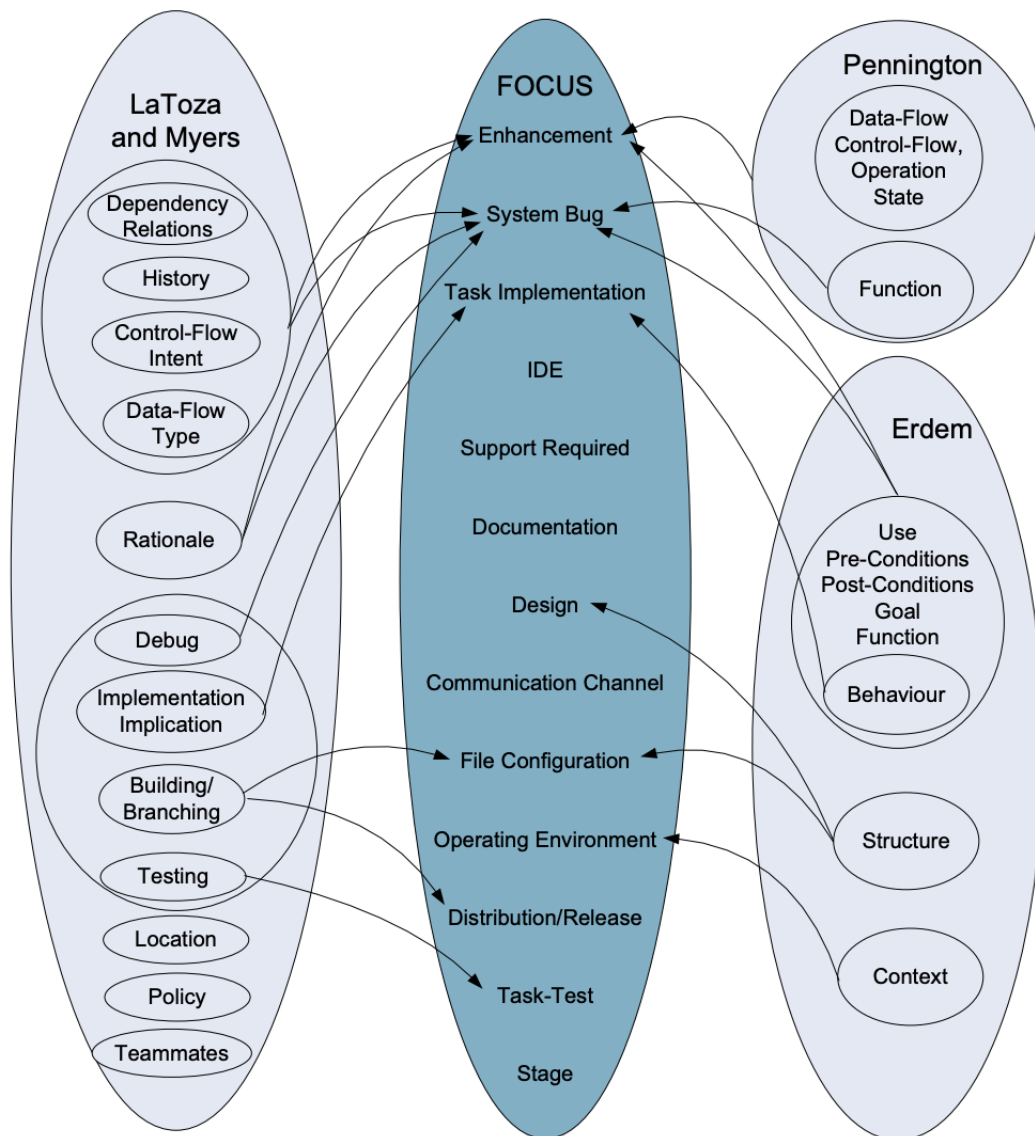 LaToza
and Myers
Dependency
Relations
History
Control-Flow
Intent
Data-Flow
Type
Rationale
Debug
Implementation
Implication
Building/
Branching
Testing
Location
Policy
Teammates
FOCUS
Enhancement
System Bug
Task Implementation
IDE
Support Required
Documentation
Design
Communication Channel
File Configuration
Operating Environment
Distribution/Release
Task-Test
Stage
Pennington
Data-Flow
Control-Flow,
Operation
State
Function
Erdem
Use
Pre-Conditions
Post-Conditions
Goal
Function
Behaviour
Structure
Context